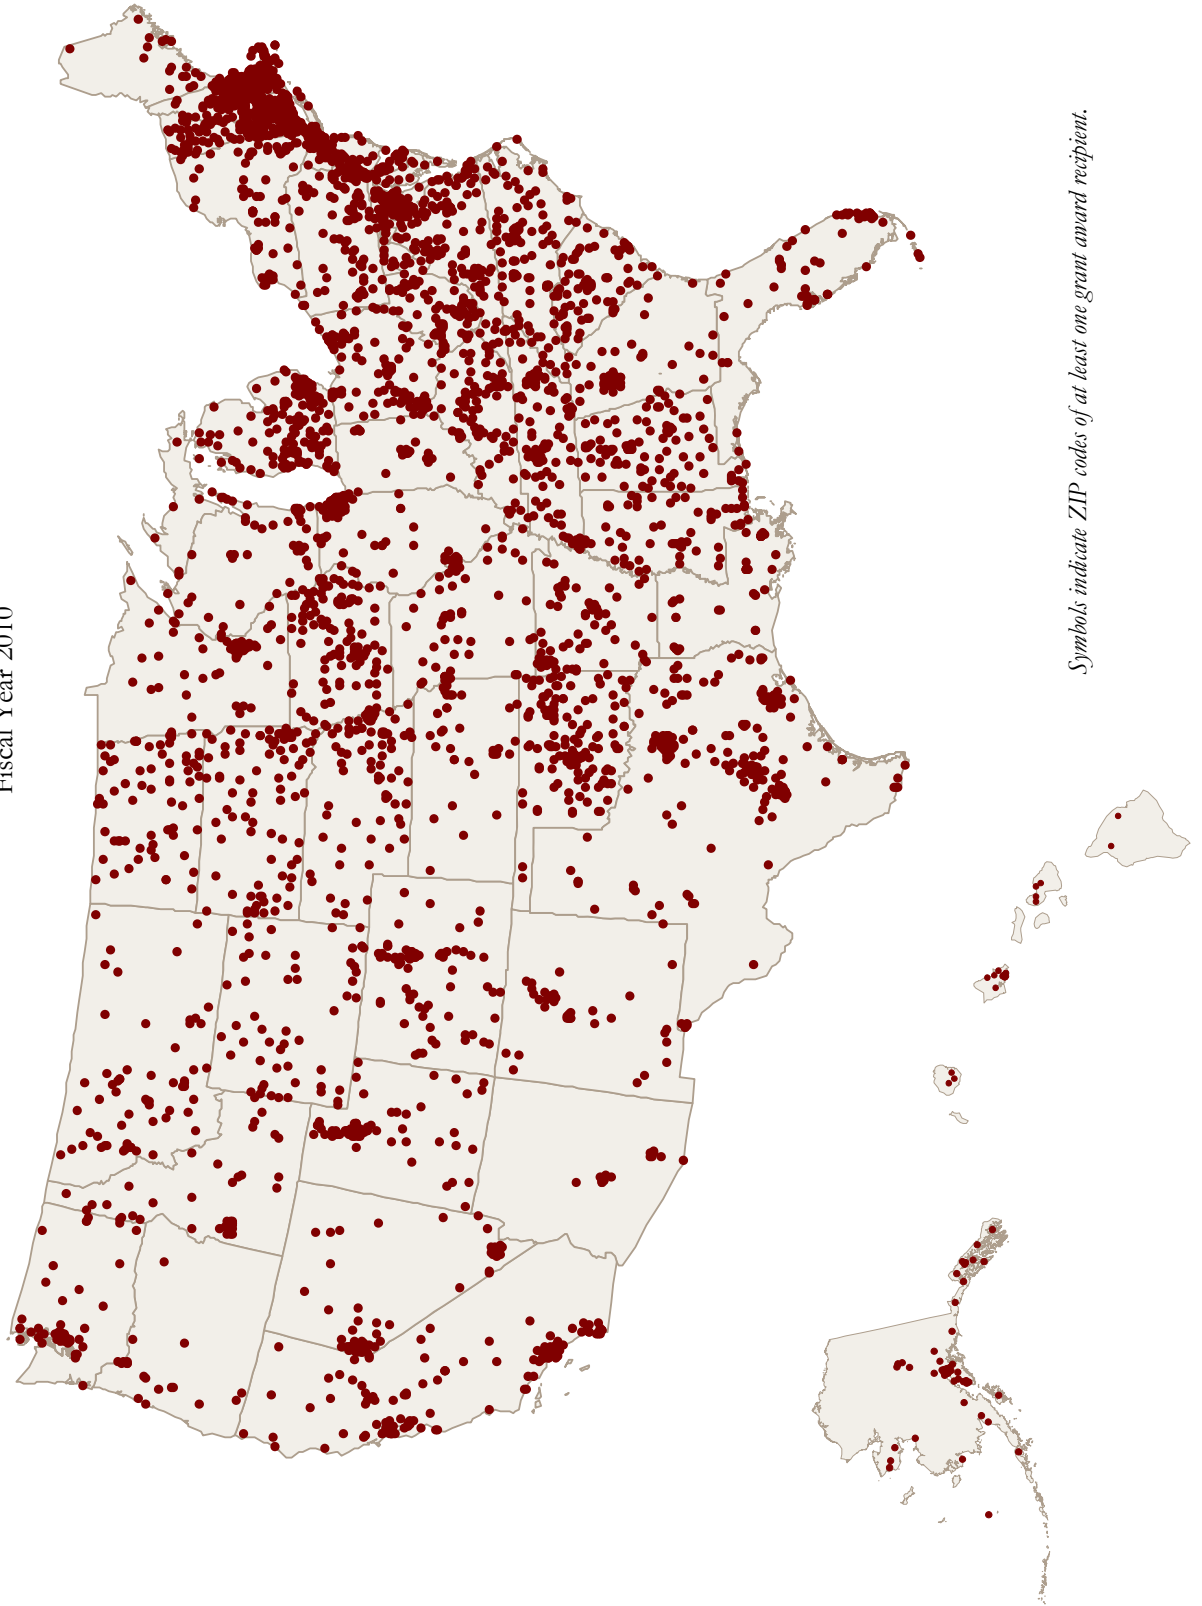 Fiscal Year 2010
Symbols indicate ZIP codes of at least one grant award recipient.